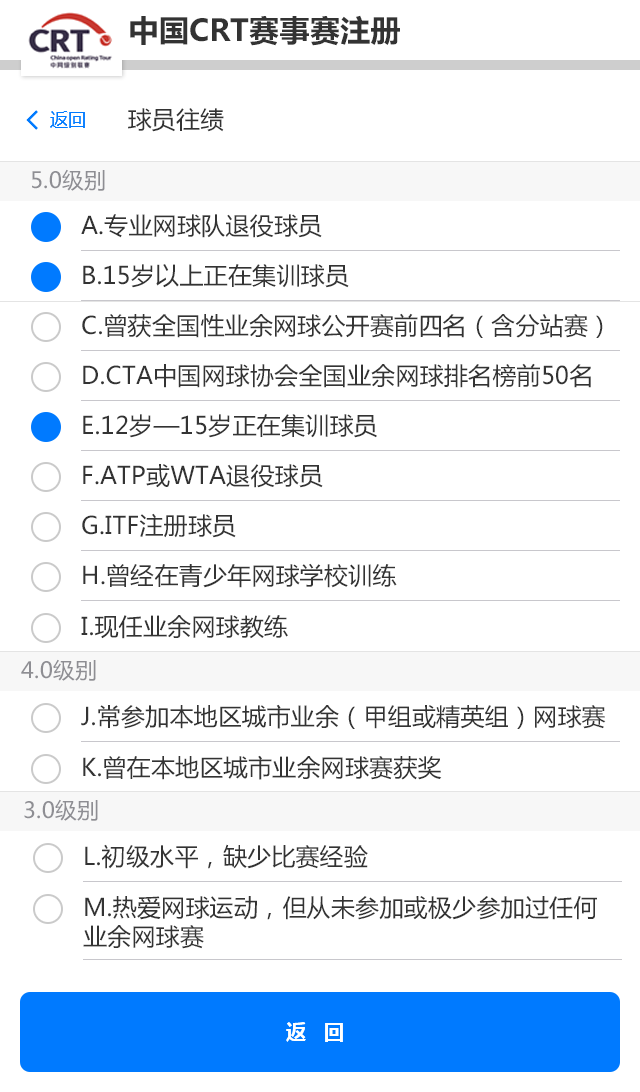 CRT
China open Rating Tour
中网级别联赛
中国CRT赛事赛注册
返回
球员往绩
5.0级别
A.专业网球队退役球员
B.15岁以上正在集训球员
C.曾获全国性业余网球公开赛前四名（含分站赛）
D.CTA中国网球协会全国业余网球排名榜前50名
E.12岁—15岁正在集训球员
F.ATP或WTA退役球员
G.ITF注册球员
H.曾经在青少年网球学校训练
I.现任业余网球教练
4.0级别
J.常参加本地区城市业余（甲组或精英组）网球赛
K.曾在本地区城市业余网球赛获奖
3.0级别
L.初级水平，缺少比赛经验
M.热爱网球运动，但从未参加或极少参加过任何
业余网球赛
返 回